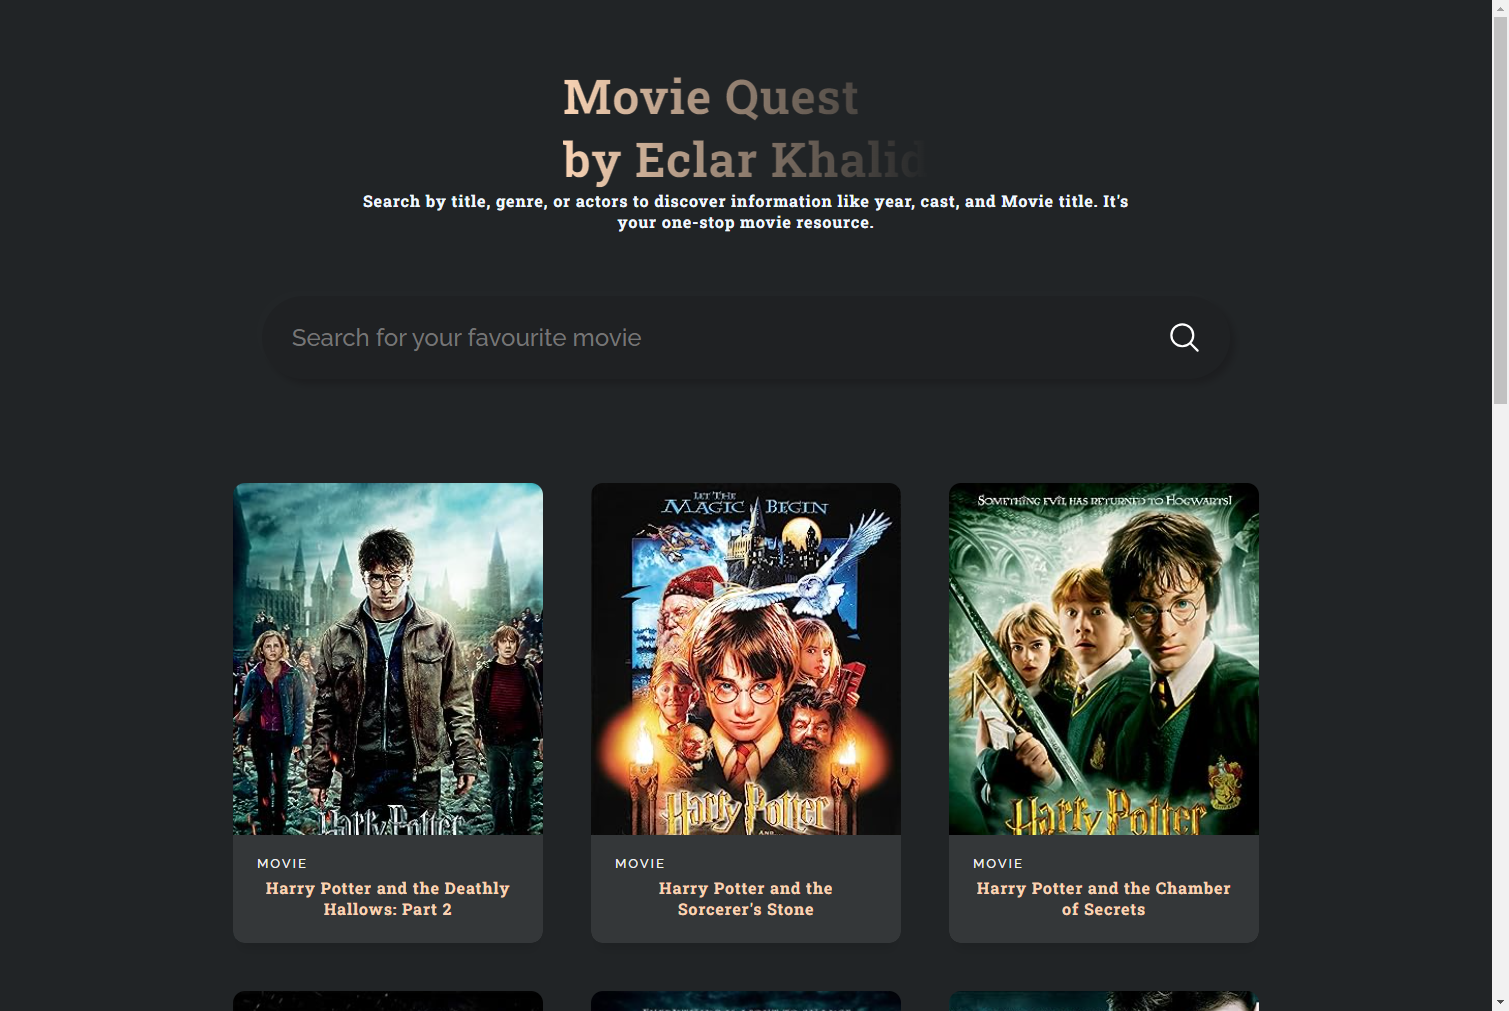 Movie Quest
by Eclar Khalid
Search by title, genre, or actors to discover information like year, cast, and Movie title. It's
your one-stop movie resource.
Search for your favourite movie
Harry Potter
LET THE
MAGIC BEGIN
Harry Potter
AND
SOMETHING EVIL HAS RETURNED TO HOGWARTS!
Harry Potter
MOVIE
Harry Potter and the Deathly
Hallows: Part 2
MOVIE
Harry Potter and the
Sorcerer's Stone
MOVIE
Harry Potter and the Chamber
of Secrets